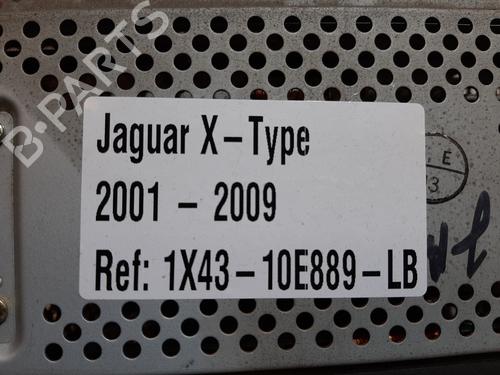 B-PARTS
Jaguar X-Type
2001 - 2009
Ref: 1X43-10E889-LB